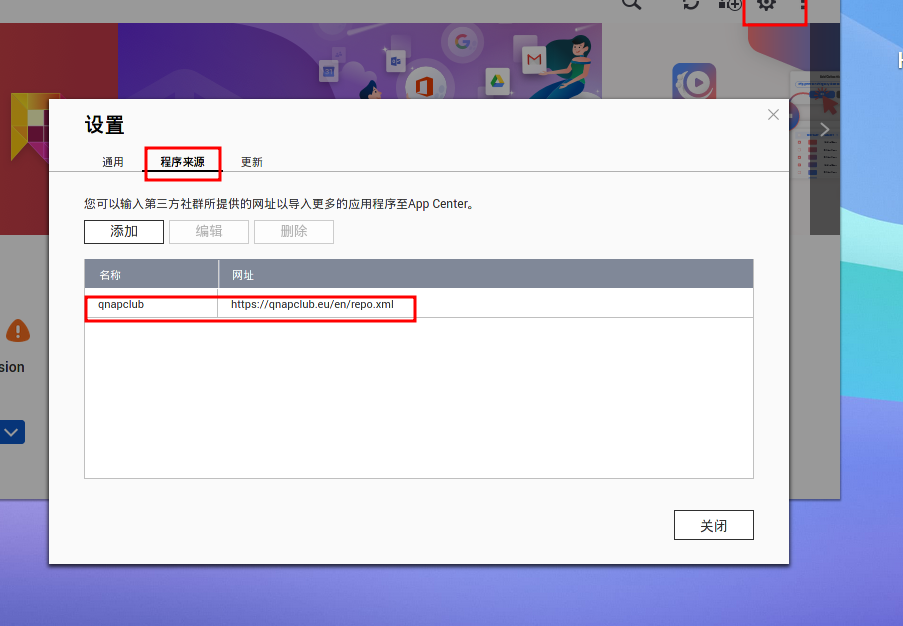 设置
通用 程序来源 更新
您可以输入第三方社群所提供的网址以导入更多的应用程序至App Center。
添加 编辑 删除
名称 网址
qnapclub https://qnapclub.eu/en/repo.xml
sion
关闭